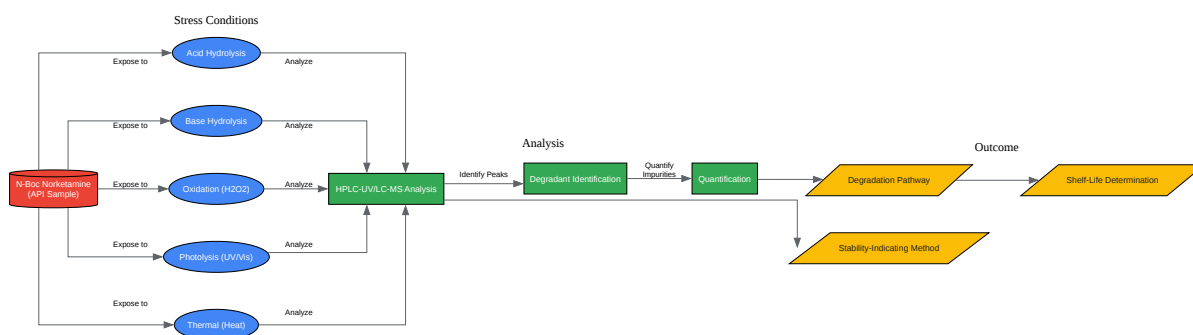 Stress Conditions
Acid Hydrolysis
Expose to
Analyze
Base Hydrolysis
Expose to
Analyze
Analysis
Outcome
N-Boc Norketamine
(API Sample)
Expose to
Oxidation (H2O2)
Analyze
HPLC-UV/LC-MS Analysis
Identify Peaks
Degradant Identification
Quantify
Impurities
Quantification
Degradation Pathway
Shelf-Life Determination
Expose to
Photolysis (UV/Vis)
Analyze
Stability-Indicating Method
Expose to
Thermal (Heat)
Analyze